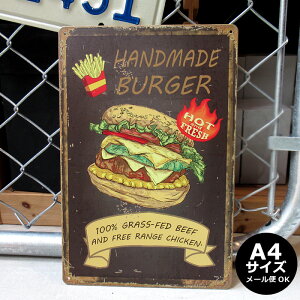 HANDMADE
BURGER
HOT
FRESH
100% GRASS-FED BEEF
AND FREE RANGE CHICKEN
A4
サイズ
メール便 OK